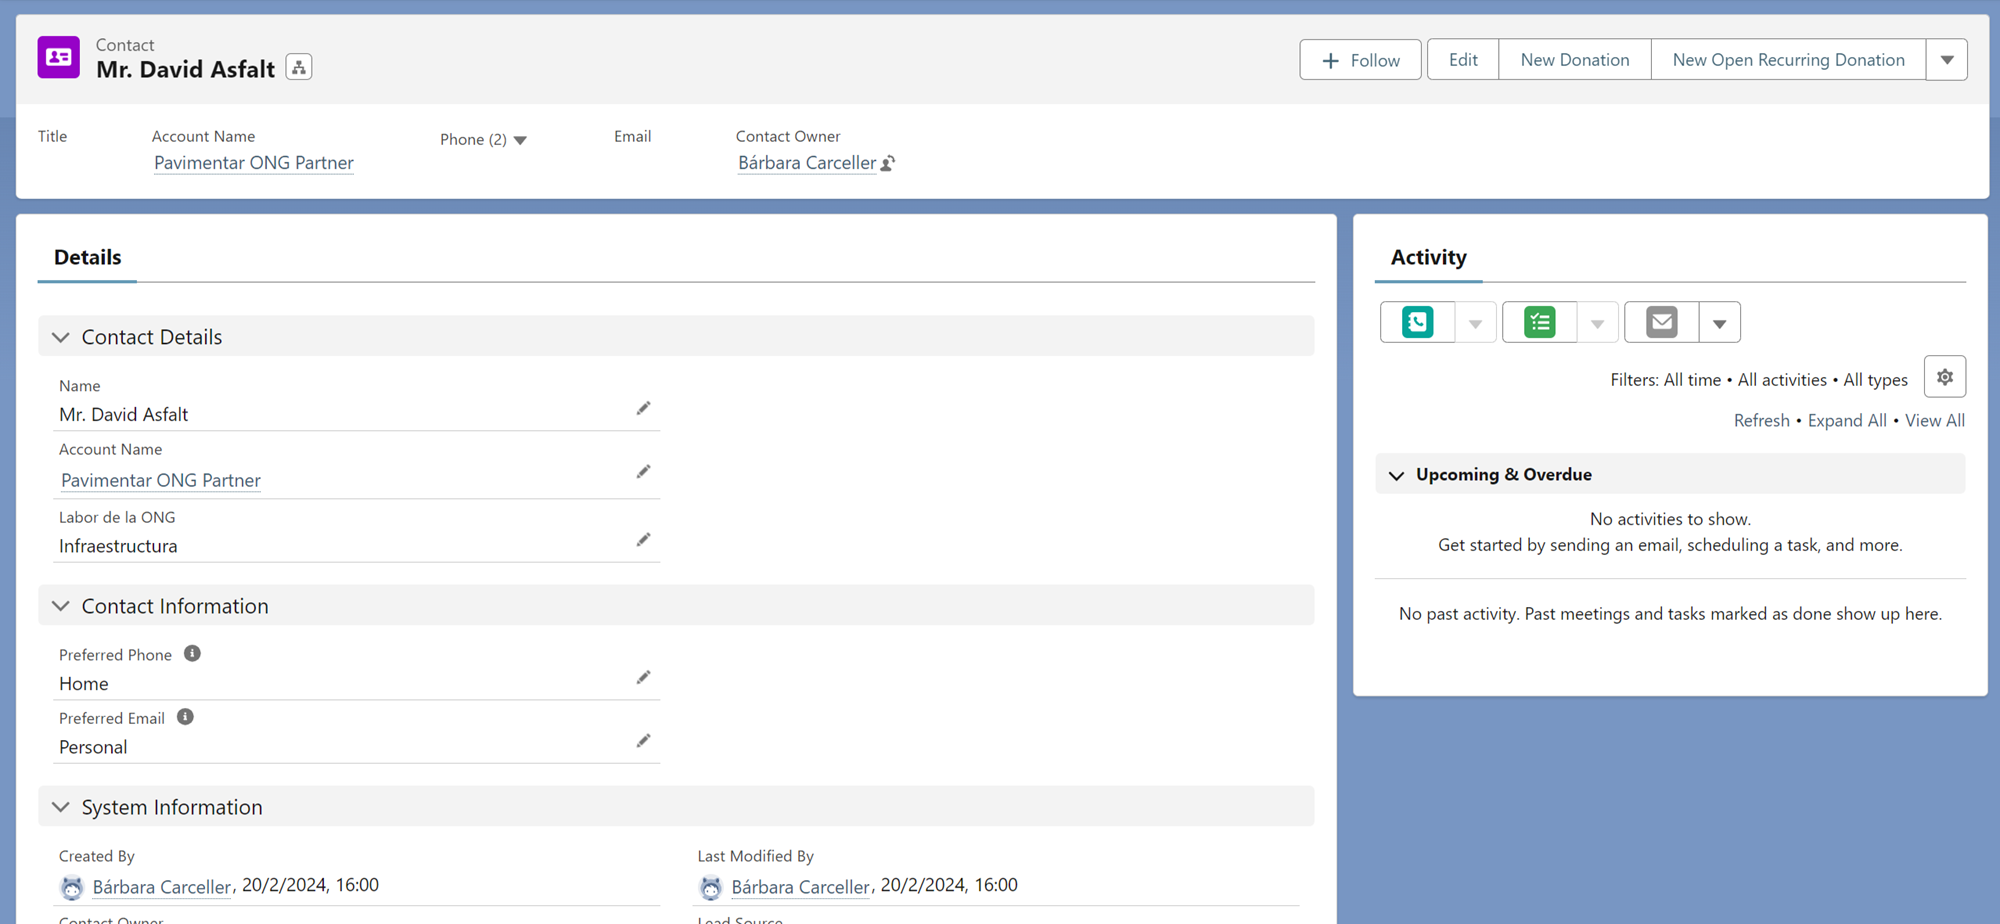 Contact
Mr. David Asfalt
Follow
Edit
New Donation
New Open Recurring Donation
Title
Account Name
Phone (2)
Email
Contact Owner
Pavimentar ONG Partner
Bárbara Carceller
Details
Contact Details
Name
Mr. David Asfalt
Account Name
Pavimentar ONG Partner
Labor de la ONG
Infraestructura
Contact Information
Preferred Phone
Home
Preferred Email
Personal
System Information
Created By
Bárbara Carceller, 20/2/2024, 16:00
Last Modified By
Bárbara Carceller, 20/2/2024, 16:00
Contact Owner
Lead Source
Activity
Filters: All time • All activities • All types
Refresh • Expand All • View All
Upcoming & Overdue
No activities to show.
Get started by sending an email, scheduling a task, and more.
No past activity. Past meetings and tasks marked as done show up here.